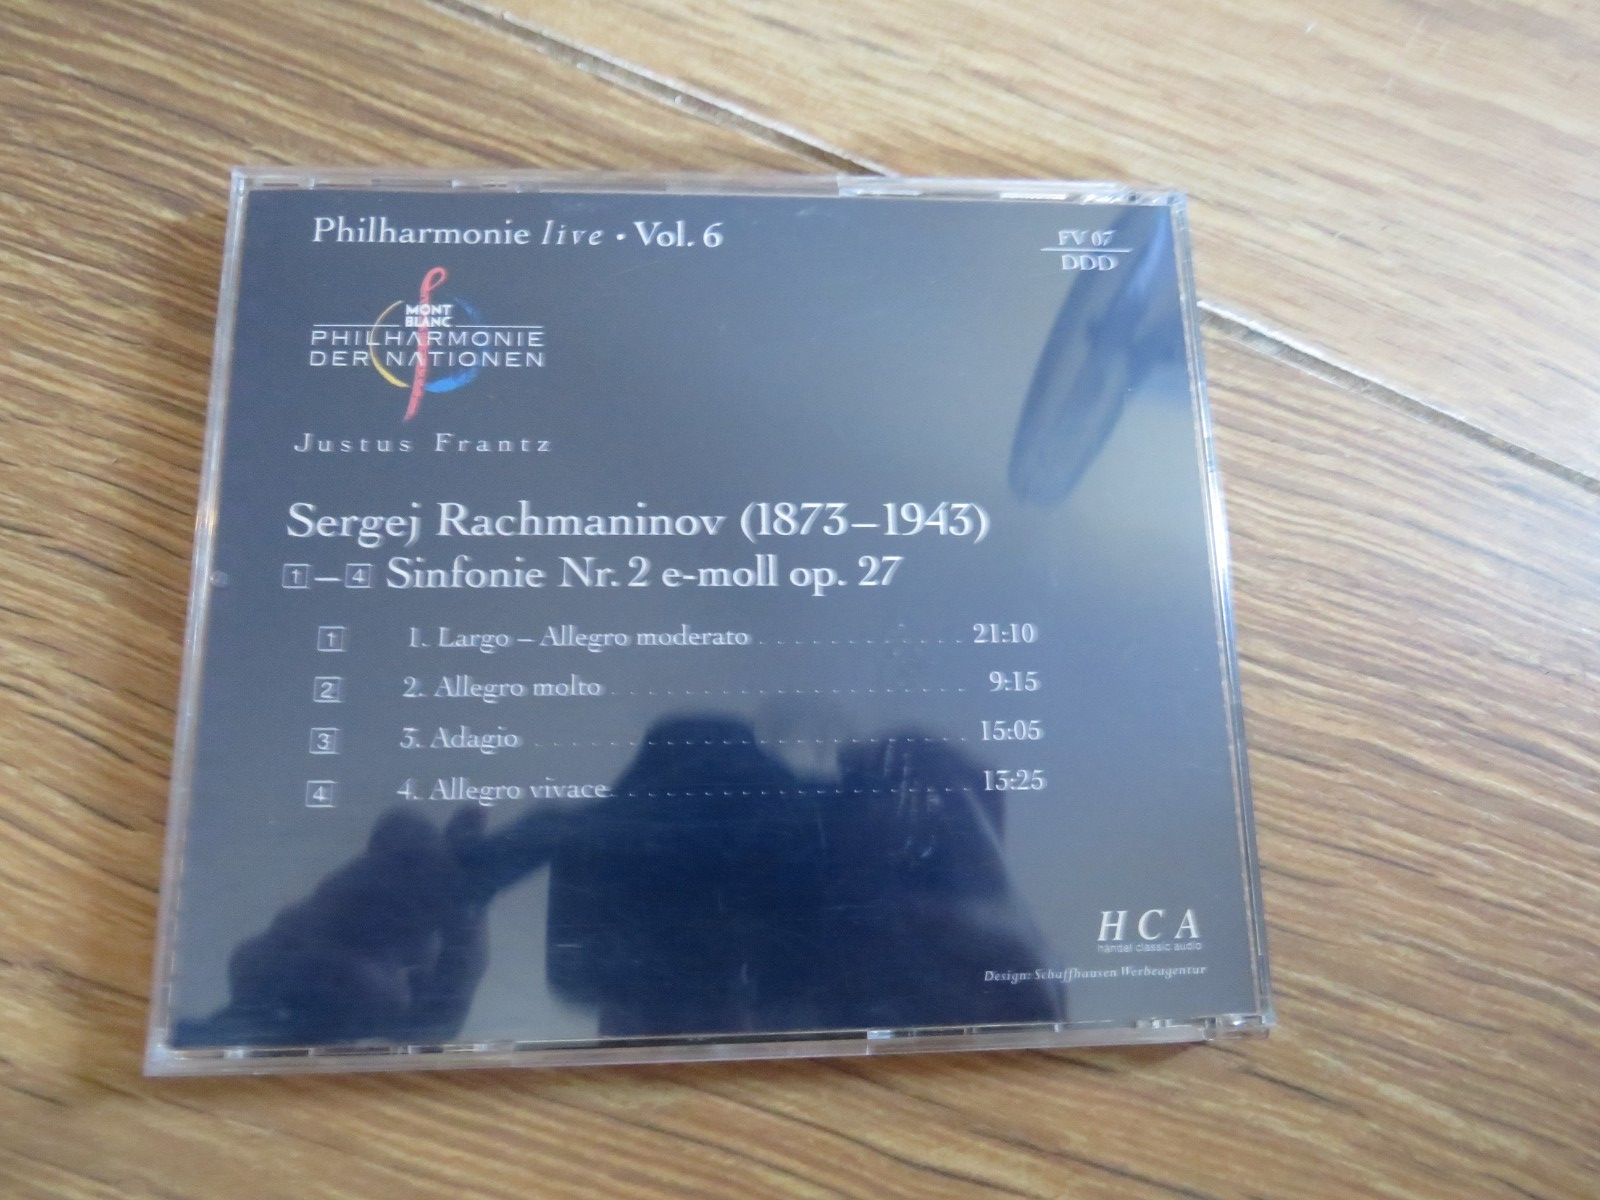 Philharmonie live • Vol. 6
FV 07
DDD
MONT
BLANC
PHILHARMONIE
DER NATIONEN
Justus Frantz
Sergej Rachmaninov (1873–1943)
1 – 4 Sinfonie Nr. 2 e-moll op. 27
1 1. Largo – Allegro moderato . . . . . . . . . . . 21:10
2 2. Allegro molto . . . . . . . . . . . . . . . . . . . 9:15
3 3. Adagio . . . . . . . . . . . . . . . . . . . . . . . 15:05
4 4. Allegro vivace . . . . . . . . . . . . . . . . . . . 13:25
HCA
händel classic audio
Design: Schaffhausen Werbeagentur